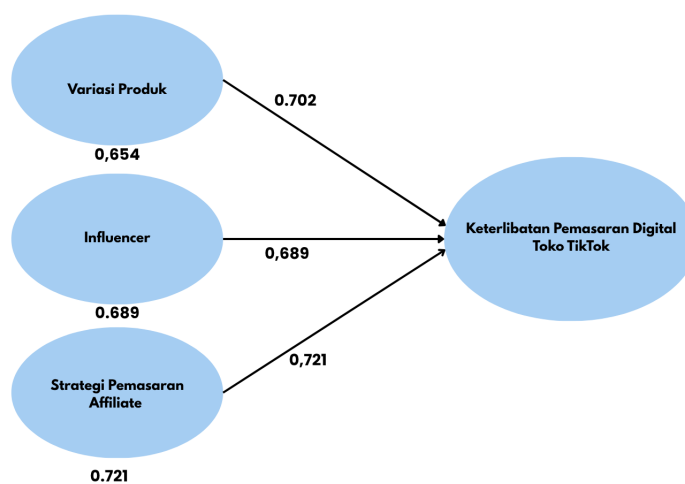 Variasi Produk
0.702
0,654
Influencer
0,689
Keterlibatan Pemasaran Digital
Toko TikTok
0.689
Strategi Pemasaran
Affiliate
0,721
0.721